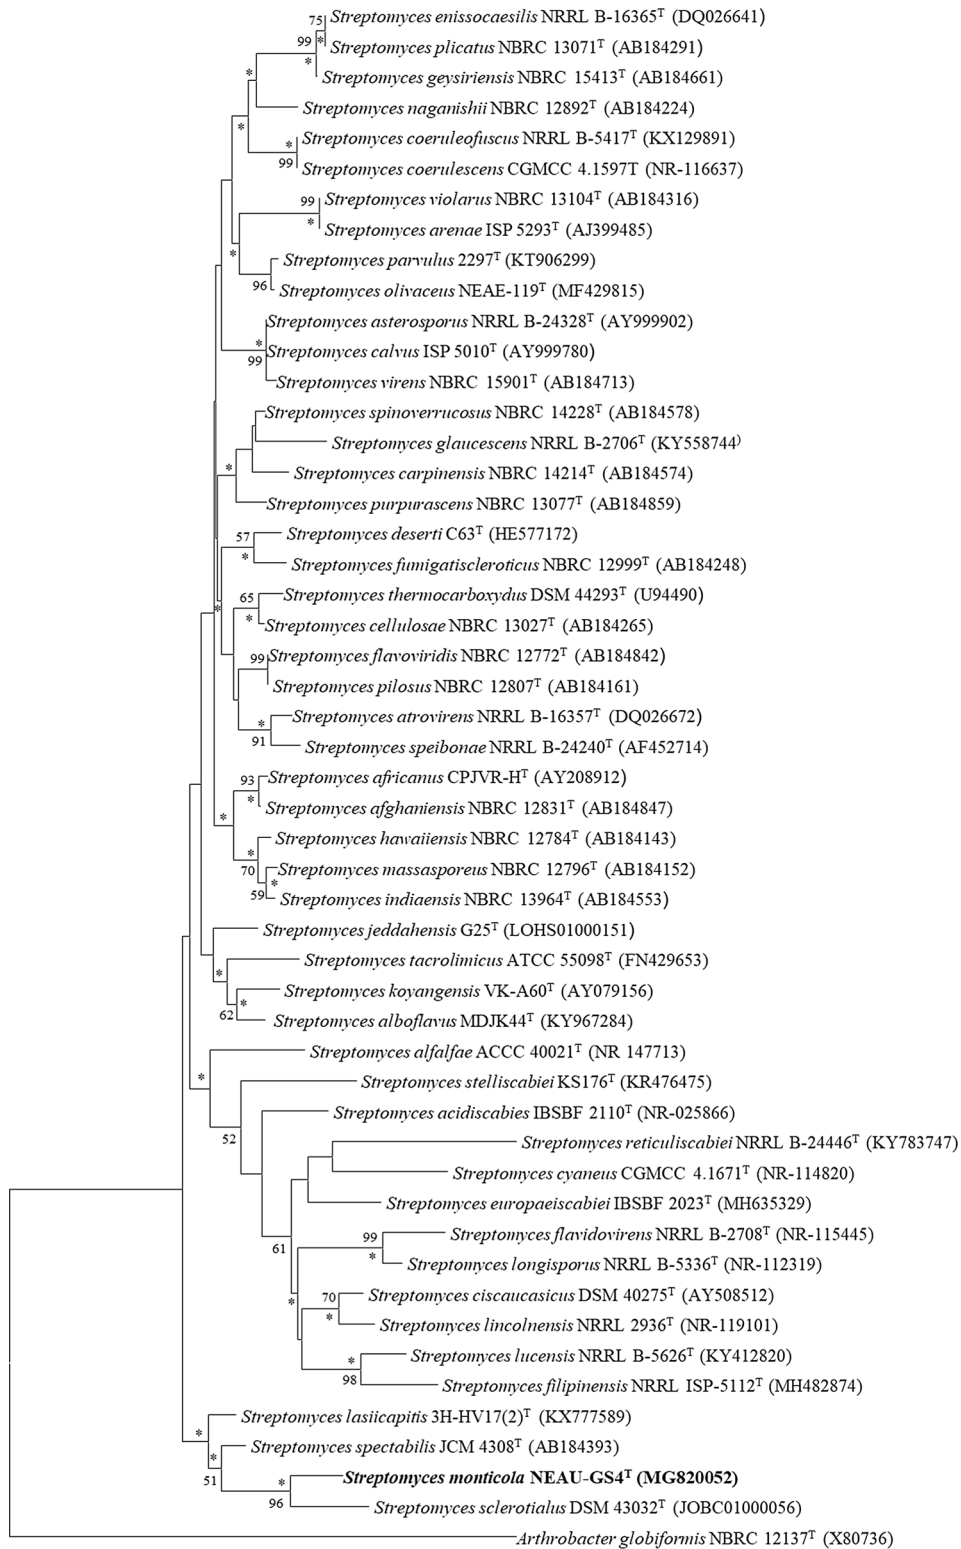 75 Streptomyces enissocaesilis NRRL B-16365ᵀ (DQ026641)
99 * Streptomyces plicatus NBRC 13071ᵀ (AB184291)
* Streptomyces geysiriensis NBRC 15413ᵀ (AB184661)
* Streptomyces naganishii NBRC 12892ᵀ (AB184224)
* * Streptomyces coeruleofuscus NRRL B-5417ᵀ (KX129891)
99 Streptomyces coerulescens CGMCC 4.1597T (NR-116637)
99 Streptomyces violarus NBRC 13104ᵀ (AB184316)
* Streptomyces arenae ISP 5293ᵀ (AJ399485)
* Streptomyces parvulus 2297ᵀ (KT906299)
96 Streptomyces olivaceus NEAE-119ᵀ (MF429815)
Streptomyces asterosporus NRRL B-24328ᵀ (AY999902)
* Streptomyces calvus ISP 5010ᵀ (AY999780)
99 Streptomyces virens NBRC 15901ᵀ (AB184713)
Streptomyces spinoverrucosus NBRC 14228ᵀ (AB184578)
Streptomyces glaucescens NRRL B-2706ᵀ (KY558744)
* Streptomyces carpinensis NBRC 14214ᵀ (AB184574)
Streptomyces purpurascens NBRC 13077ᵀ (AB184859)
57 Streptomyces deserti C63ᵀ (HE577172)
* Streptomyces fumigatiscleroticus NBRC 12999ᵀ (AB184248)
65 Streptomyces thermocarboxydus DSM 44293ᵀ (U94490)
* * Streptomyces cellulosae NBRC 13027ᵀ (AB184265)
99 Streptomyces flavoviridis NBRC 12772ᵀ (AB184842)
Streptomyces pilosus NBRC 12807ᵀ (AB184161)
* Streptomyces atrovirens NRRL B-16357ᵀ (DQ026672)
91 Streptomyces speibonae NRRL B-24240ᵀ (AF452714)
93 Streptomyces africanus CPJVR-Hᵀ (AY208912)
* * Streptomyces afghaniensis NBRC 12831ᵀ (AB184847)
* Streptomyces hawaiiensis NBRC 12784ᵀ (AB184143)
70 * Streptomyces massasporeus NBRC 12796ᵀ (AB184152)
59 Streptomyces indiaensis NBRC 13964ᵀ (AB184553)
Streptomyces jeddahensis G25ᵀ (LOHS01000151)
* Streptomyces tacrolimicus ATCC 55098ᵀ (FN429653)
* Streptomyces koyangensis VK-A60ᵀ (AY079156)
62 Streptomyces alboflavus MDJK44ᵀ (KY967284)
* Streptomyces alfalfae ACCC 40021ᵀ (NR 147713)
Streptomyces stelliscabiei KS176ᵀ (KR476475)
52 Streptomyces acidiscabies IBSBF 2110ᵀ (NR-025866)
Streptomyces reticuliscabiei NRRL B-24446ᵀ (KY783747)
Streptomyces cyaneus CGMCC 4.1671ᵀ (NR-114820)
Streptomyces europaeiscabiei IBSBF 2023ᵀ (MH635329)
61 99 Streptomyces flavidovirens NRRL B-2708ᵀ (NR-115445)
* Streptomyces longisporus NRRL B-5336ᵀ (NR-112319)
* 70 Streptomyces ciscaucasicus DSM 40275ᵀ (AY508512)
* Streptomyces lincolnensis NRRL 2936ᵀ (NR-119101)
* Streptomyces lucensis NRRL B-5626ᵀ (KY412820)
98 Streptomyces filipinensis NRRL ISP-5112ᵀ (MH482874)
* Streptomyces lasiicapitis 3H-HV17(2)ᵀ (KX777589)
* Streptomyces spectabilis JCM 4308ᵀ (AB184393)
51 * Streptomyces monticola NEAU-GS4ᵀ (MG820052)
96 Streptomyces sclerotialus DSM 43032ᵀ (JOBC01000056)
Arthrobacter globiformis NBRC 12137ᵀ (X80736)